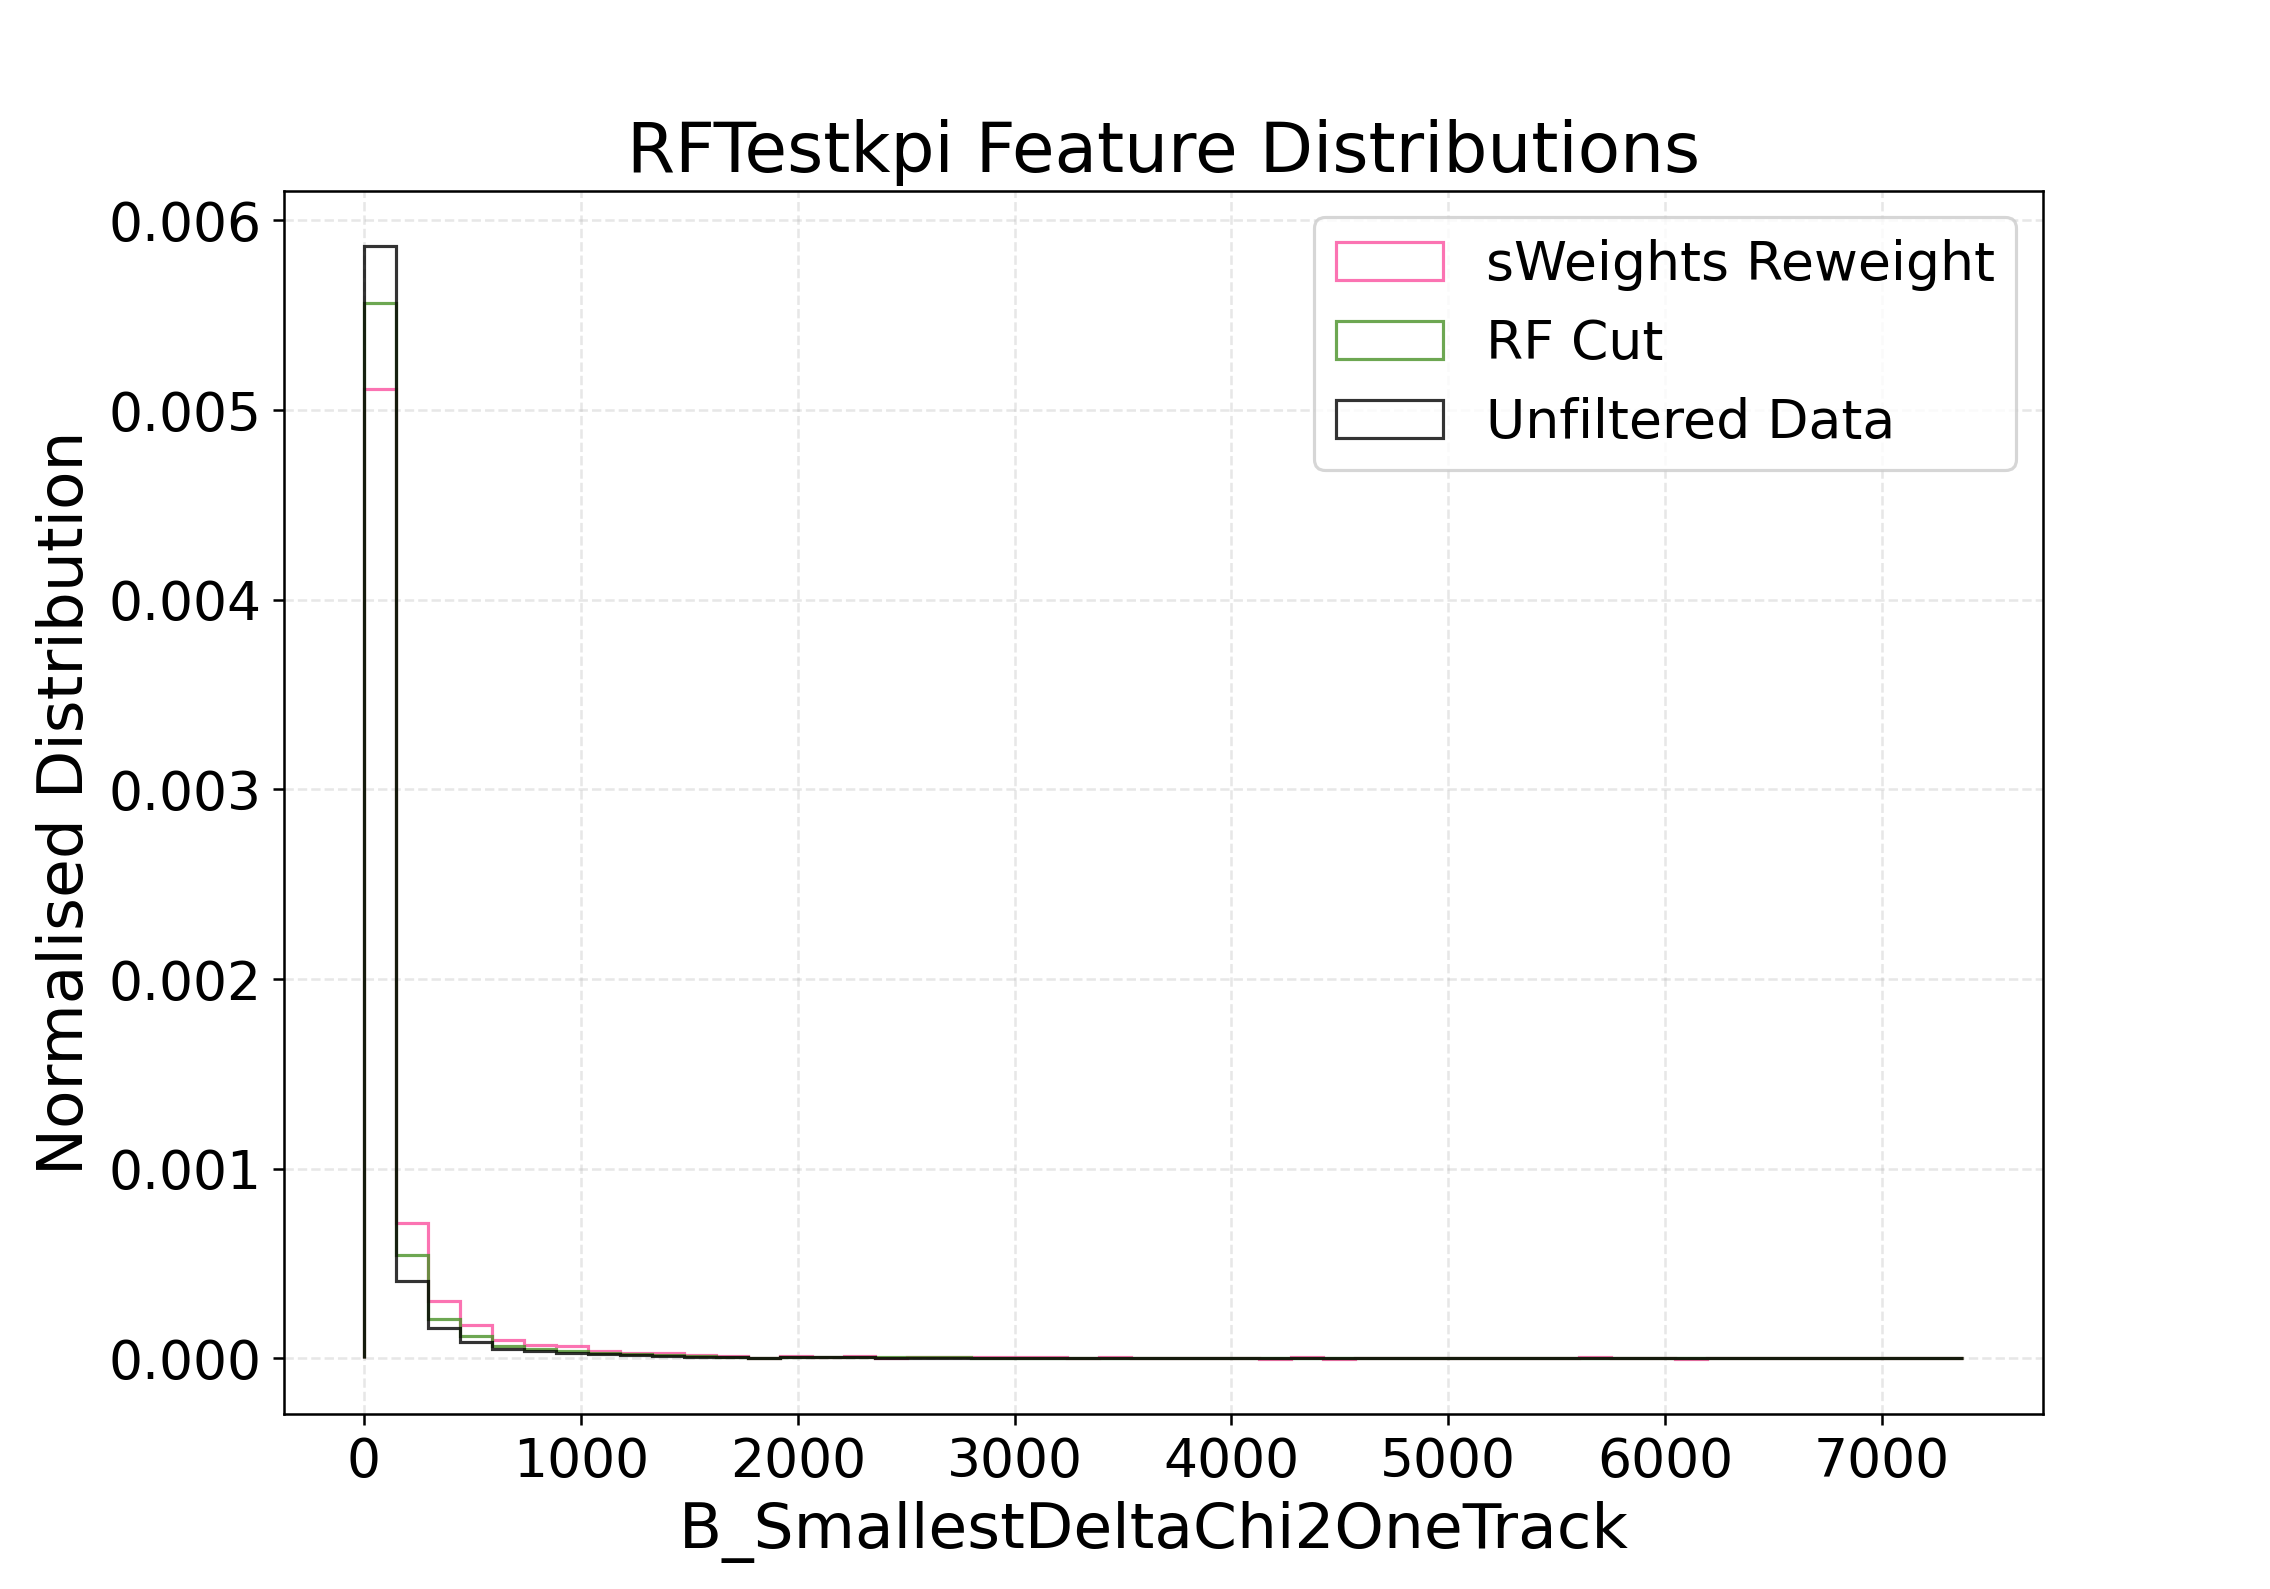 RFTestkpi Feature Distributions
sWeights Reweight
RF Cut
Unfiltered Data
Normalised Distribution
0.006
0.005
0.004
0.003
0.002
0.001
0.000
0 1000 2000 3000 4000 5000 6000 7000
B_SmallestDeltaChi2OneTrack